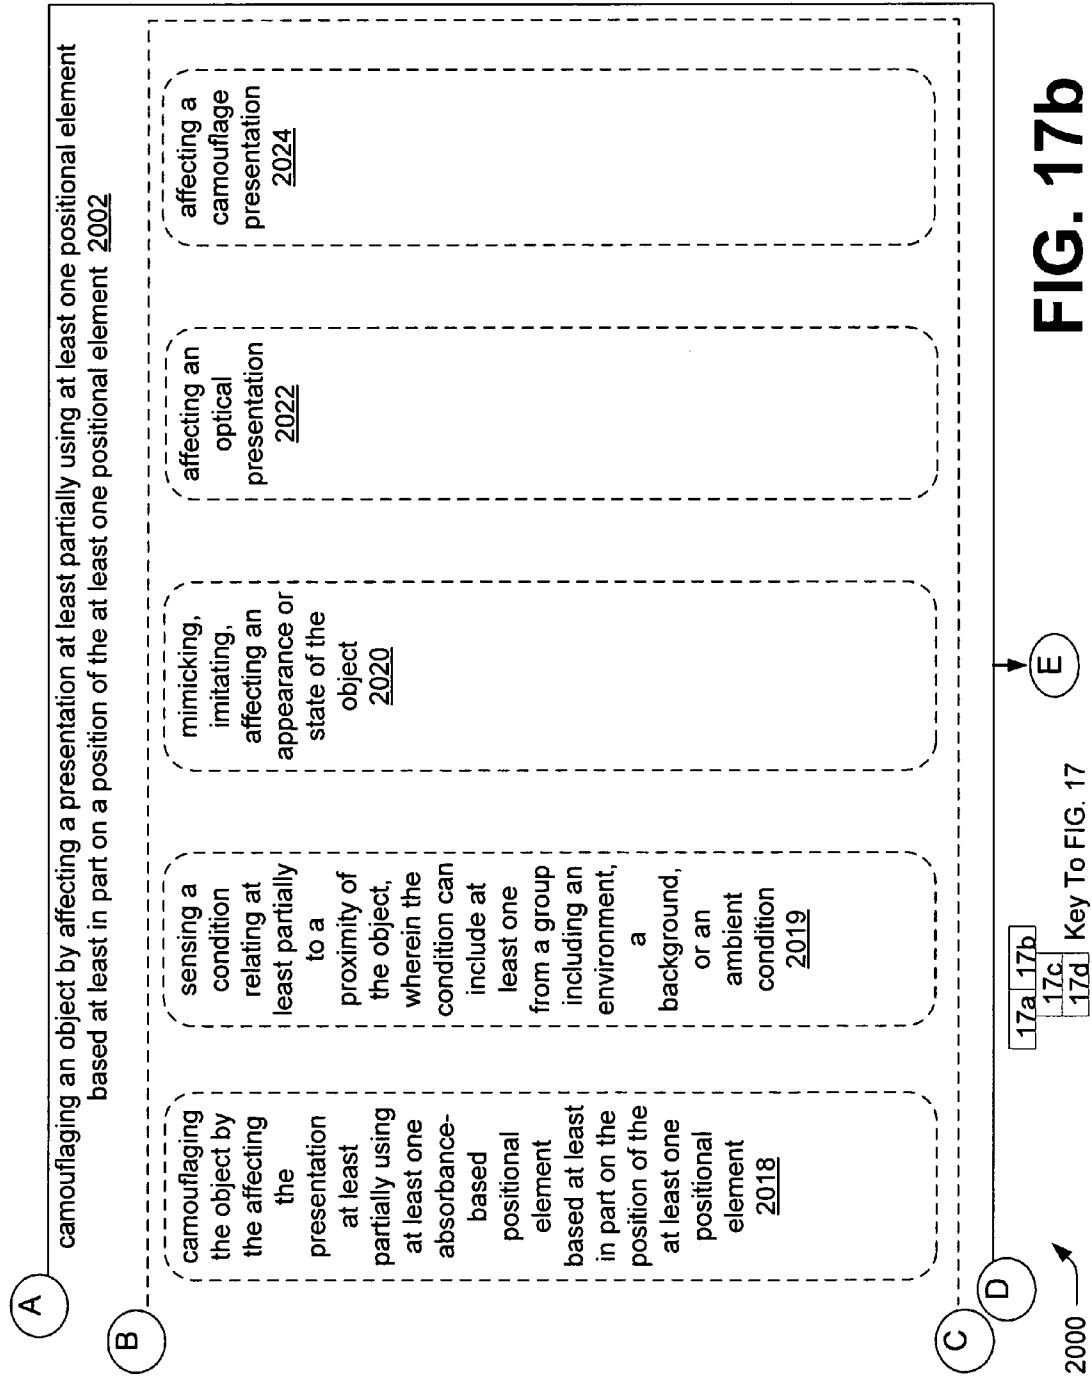 A
camouflaging an object by affecting a presentation at least partially using at least one positional element
based at least in part on a position of the at least one positional element 2002
B
camouflaging
the object by
the affecting
the
presentation
at least
partially using
at least one
absorbance-
based
positional
element
based at least
in part on the
position of the
at least one
positional
element
2018
sensing a
condition
relating at
least partially
to a
proximity of
the object,
wherein the
condition can
include at
least one
from a group
including an
environment,
a
background,
or an
ambient
condition
2019
mimicking,
imitating,
affecting an
appearance or
state of the
object
2020
affecting an
optical
presentation
2022
affecting a
camouflage
presentation
2024
C
D
E
2000
17a 17b
17c
17d
Key To FIG. 17
FIG. 17b